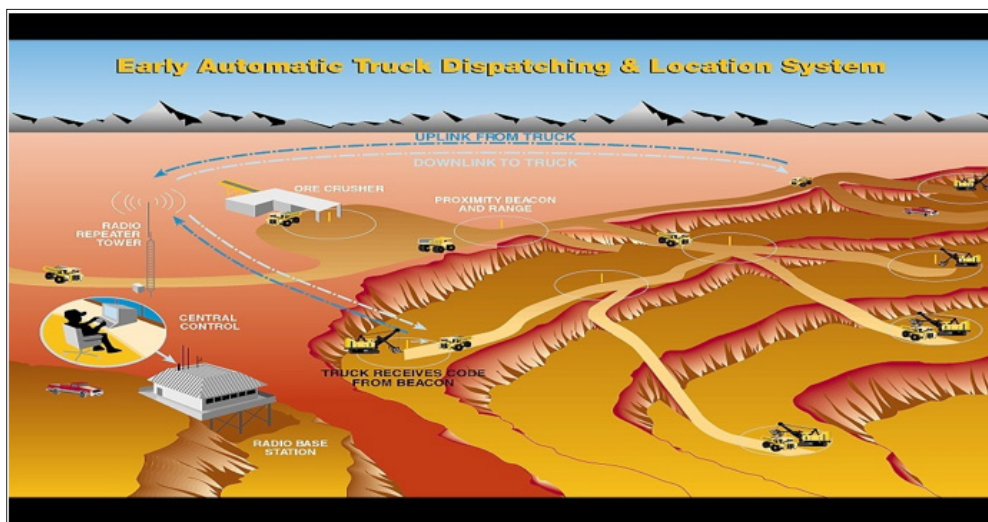 Early Automatic Truck Dispatching & Location System
UPLINK FROM TRUCK
DOWNLINK TO TRUCK
ORE CRUSHER
PROXIMITY BEACON
AND RANGE
RADIO
REPEATER
TOWER
CENTRAL
CONTROL
TRUCK RECEIVES CODE
FROM BEACON
RADIO BASE
STATION